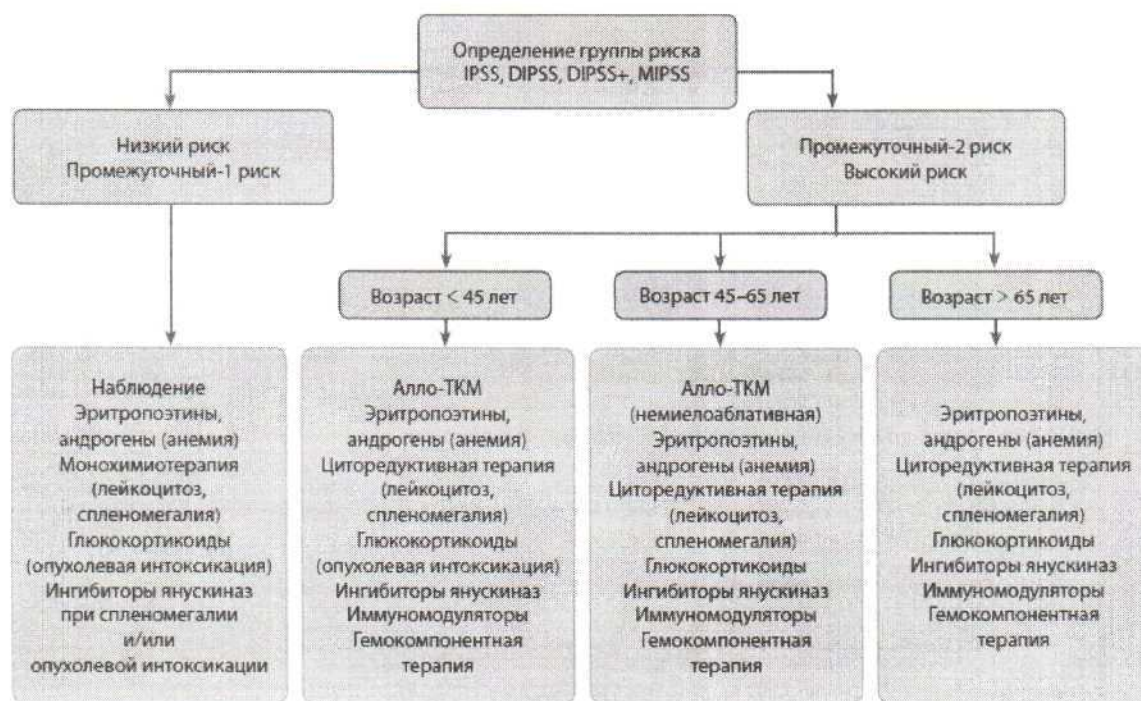 Определение группы риска
IPSS, DIPSS, DIPSS+, MIPSS
Низкий риск
Промежуточный-1 риск
Промежуточный-2 риск
Высокий риск
Возраст < 45 лет
Возраст 45–65 лет
Возраст > 65 лет
Наблюдение
Эритропоэтины,
андрогены (анемия)
Монохимиотерапия
(лейкоцитоз,
спленомегалия)
Глюкокортикоиды
(опухолевая интоксикация)
Ингибиторы янускиназ
при спленомегалии
и/или
опухолевой интоксикации
Алло-ТКМ
Эритропоэтины,
андрогены (анемия)
Циторедуктивная терапия
(лейкоцитоз,
спленомегалия)
Глюкокортикоиды
(опухолевая интоксикация)
Ингибиторы янускиназ
Иммуномодуляторы
Гемокомпонентная
терапия
Алло-ТКМ
(немиелоаблативная)
Эритропоэтины,
андрогены (анемия)
Циторедуктивная терапия
(лейкоцитоз,
спленомегалия)
Глюкокортикоиды
Ингибиторы янускиназ
Иммуномодуляторы
Гемокомпонентная
терапия
Эритропоэтины,
андрогены (анемия)
Циторедуктивная терапия
(лейкоцитоз,
спленомегалия)
Глюкокортикоиды
Ингибиторы янускиназ
Иммуномодуляторы
Гемокомпонентная
терапия